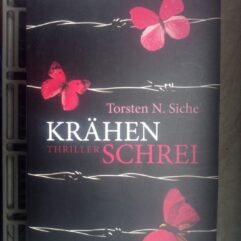 Torsten N. Siche
KRÄHEN
THRILLER SCHREI